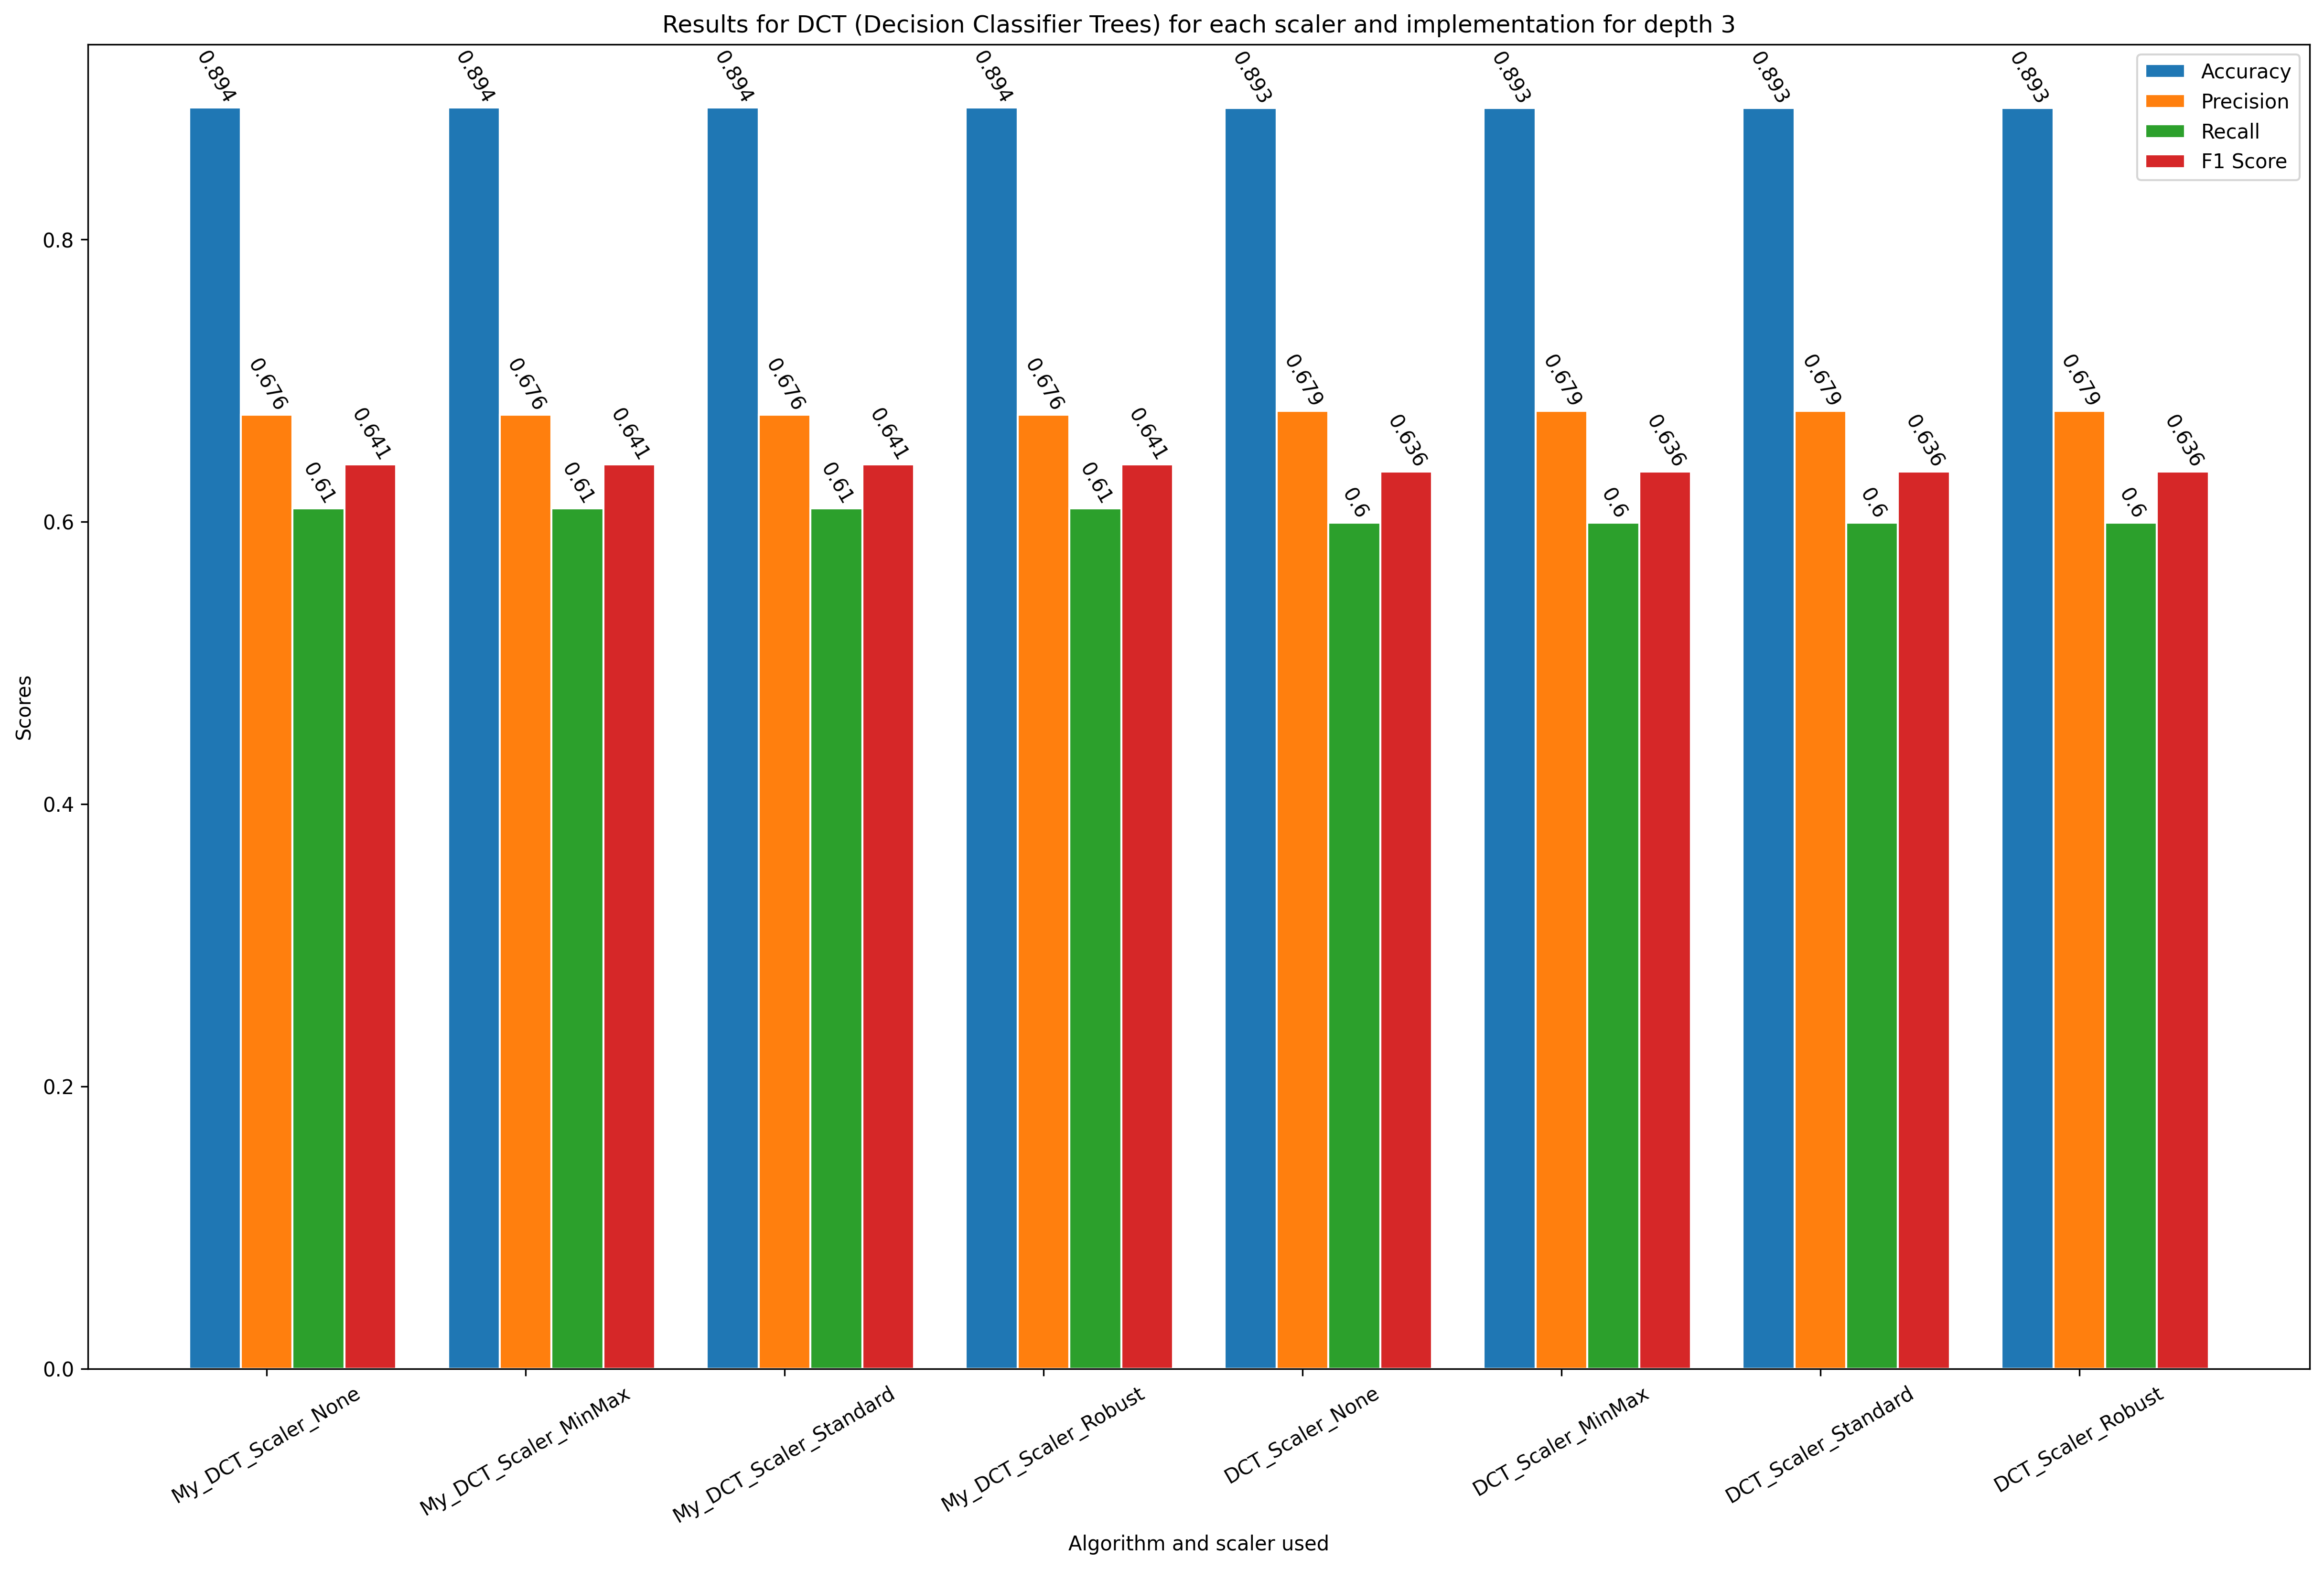 Results for DCT (Decision Classifier Trees) for each scaler and implementation for depth 3
Accuracy
Precision
Recall
F1 Score
0.894
0.676
0.61
0.641
0.894
0.676
0.61
0.641
0.894
0.676
0.61
0.641
0.894
0.676
0.61
0.641
0.893
0.679
0.6
0.636
0.893
0.679
0.6
0.636
0.893
0.679
0.6
0.636
0.893
0.679
0.6
0.636
Scores
0.8
0.6
0.4
0.2
0.0
My_DCT_Scaler_None
My_DCT_Scaler_MinMax
My_DCT_Scaler_Standard
My_DCT_Scaler_Robust
DCT_Scaler_None
DCT_Scaler_MinMax
DCT_Scaler_Standard
DCT_Scaler_Robust
Algorithm and scaler used